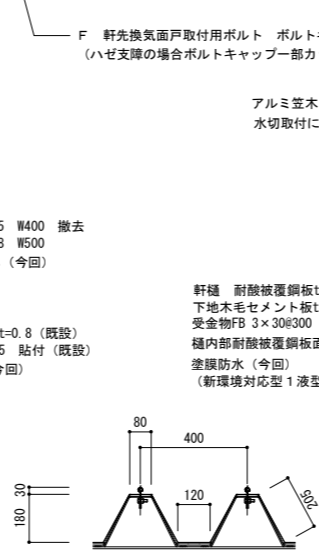 F 軒先換気面戸取付用ボルト ボルト
(ハゼ支障の場合ボルトキャップ一部カ
アルミ笠木
水切取付に
5 W400 撤去
8 W500
(今回)
軒樋 耐酸被覆鋼板t
下地木毛セメント板t
受金物FB 3×30@300
樋内部耐酸被覆鋼板面
塗膜防水(今回)
(新環境対応型1液型
t=0.8(既設)
5 貼付(既設)
今回)
80
400
30
120
180
205